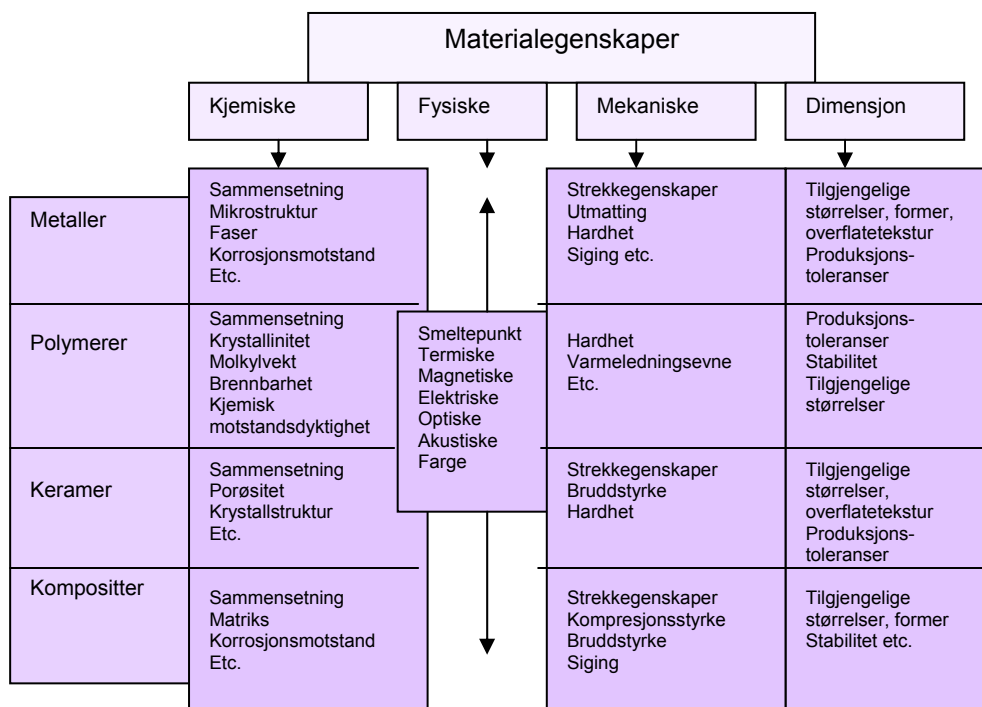 Materialegenskaper
Kjemiske
Fysiske
Mekaniske
Dimensjon
Metaller
Sammensetning
Mikrostruktur
Faser
Korrosjonsmotstand
Etc.
Strekkegenskaper
Utmatting
Hardhet
Siging etc.
Tilgjengelige
størrelser, former,
overflatetekstur
Produksjons-
toleranser
Polymerer
Sammensetning
Krystallinitet
Molkylvekt
Brennbarhet
Kjemisk
motstandsdyktighet
Smeltepunkt
Termiske
Magnetiske
Elektriske
Optiske
Akustiske
Farge
Hardhet
Varmeledningsevne
Etc.
Produksjons-
toleranser
Stabilitet
Tilgjengelige
størrelser
Keramer
Sammensetning
Porøsitet
Krystallstruktur
Etc.
Strekkegenskaper
Bruddstyrke
Hardhet
Tilgjengelige
størrelser,
overflatetekstur
Produksjons-
toleranser
Kompositter
Sammensetning
Matriks
Korrosjonsmotstand
Etc.
Strekkegenskaper
Kompresjonsstyrke
Bruddstyrke
Siging
Tilgjengelige
størrelser, former
Stabilitet etc.